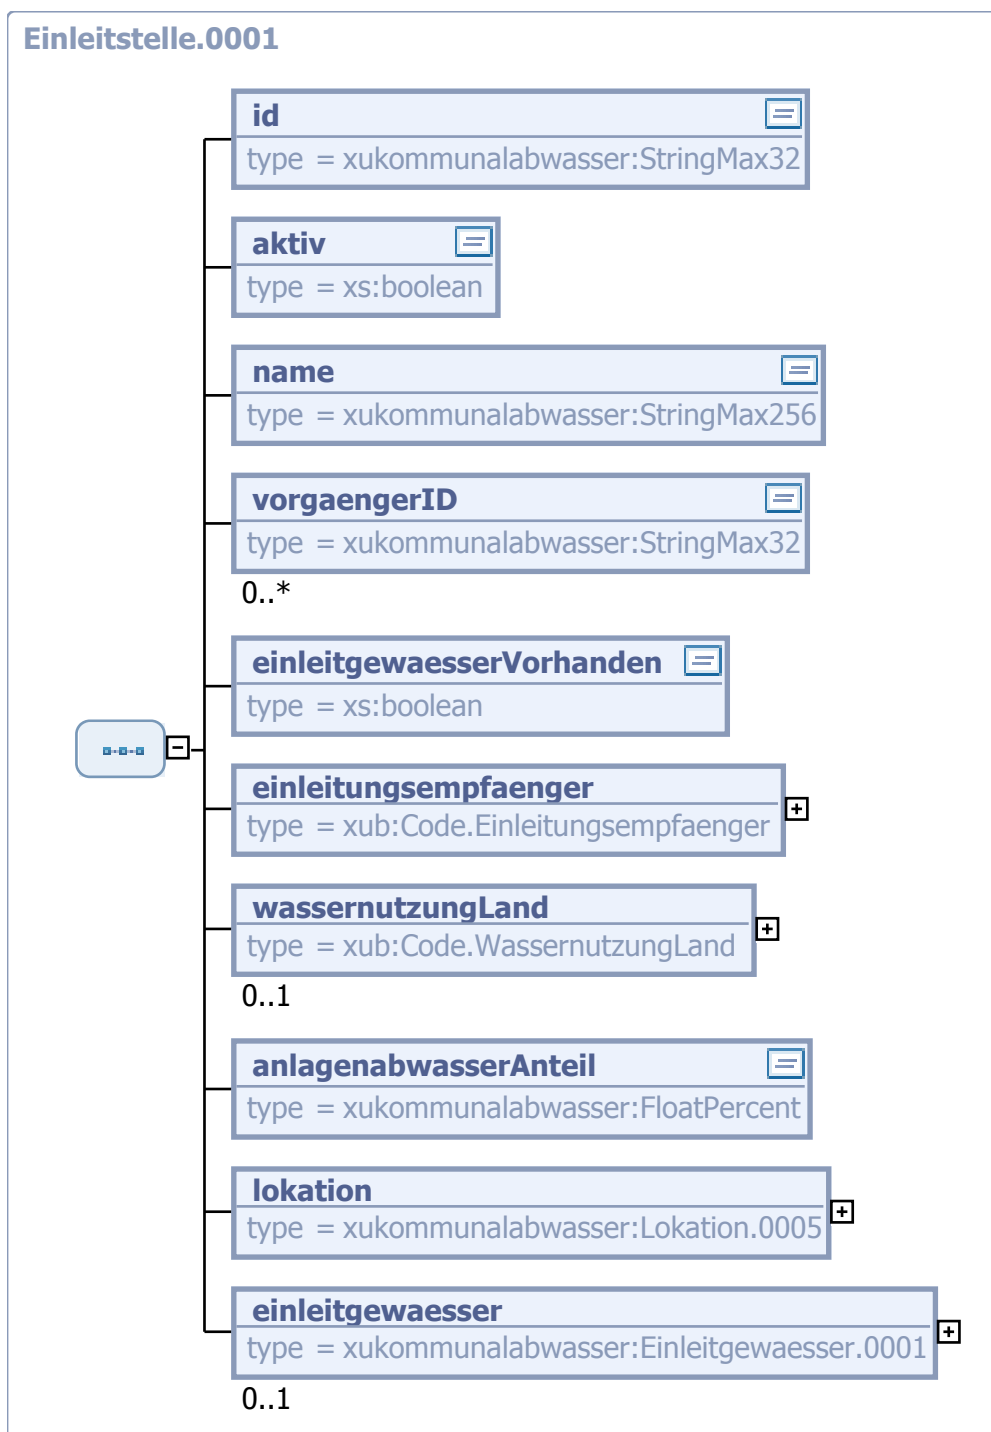 Einleitstelle.0001
id
type = xukommunalabwasser:StringMax32
aktiv
type = xs:boolean
name
type = xukommunalabwasser:StringMax256
vorgaengerID
type = xukommunalabwasser:StringMax32
0..*
einleitgewaesserVorhanden
type = xs:boolean
einleitungsempfaenger
type = xub:Code.Einleitungsempfaenger
wassernutzungLand
type = xub:Code.WassernutzungLand
0..1
anlagenabwasserAnteil
type = xukommunalabwasser:FloatPercent
lokation
type = xukommunalabwasser:Lokation.0005
einleitgewaesser
type = xukommunalabwasser:Einleitgewaesser.0001
0..1